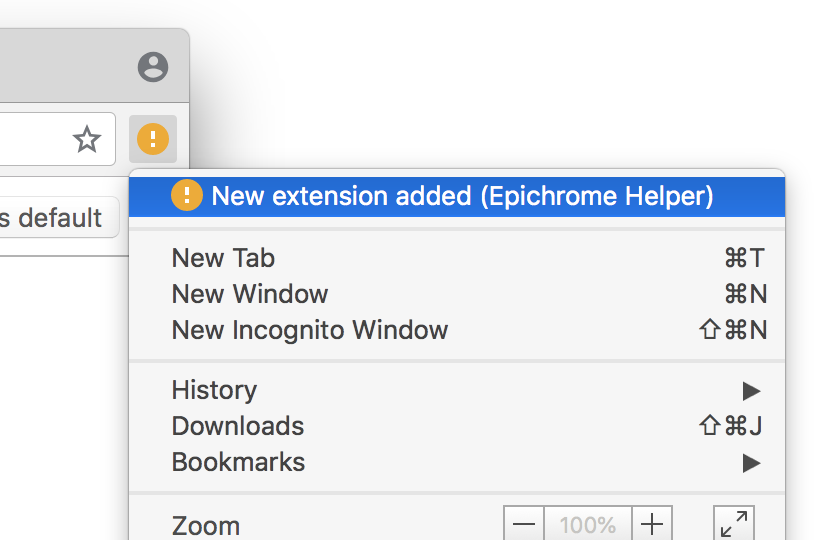 New extension added (Epichrome Helper)
s default
New Tab ⌘T
New Window ⌘N
New Incognito Window ⇧⌘N
History ▶
Downloads ⇧⌘J
Bookmarks ▶
Zoom — 100% +